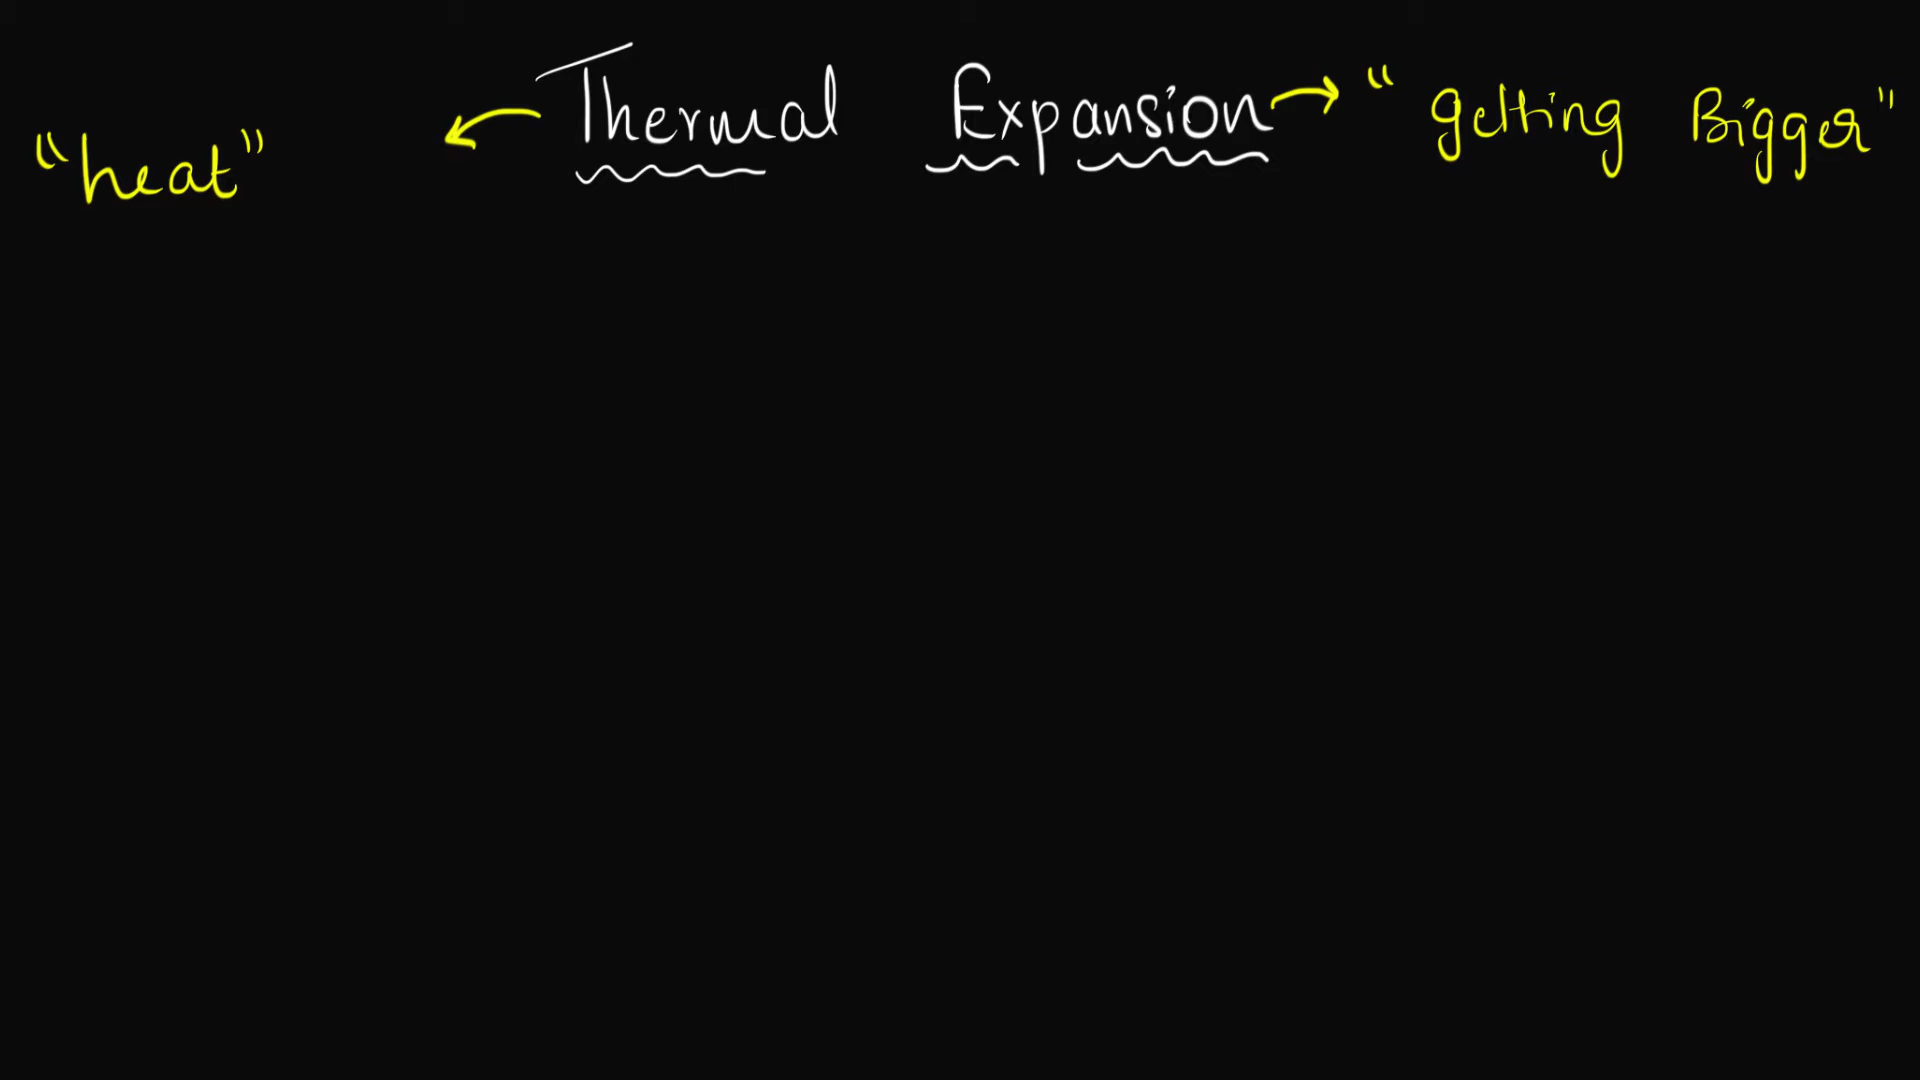 "heat" ← Thermal Expansion → "getting Bigger"